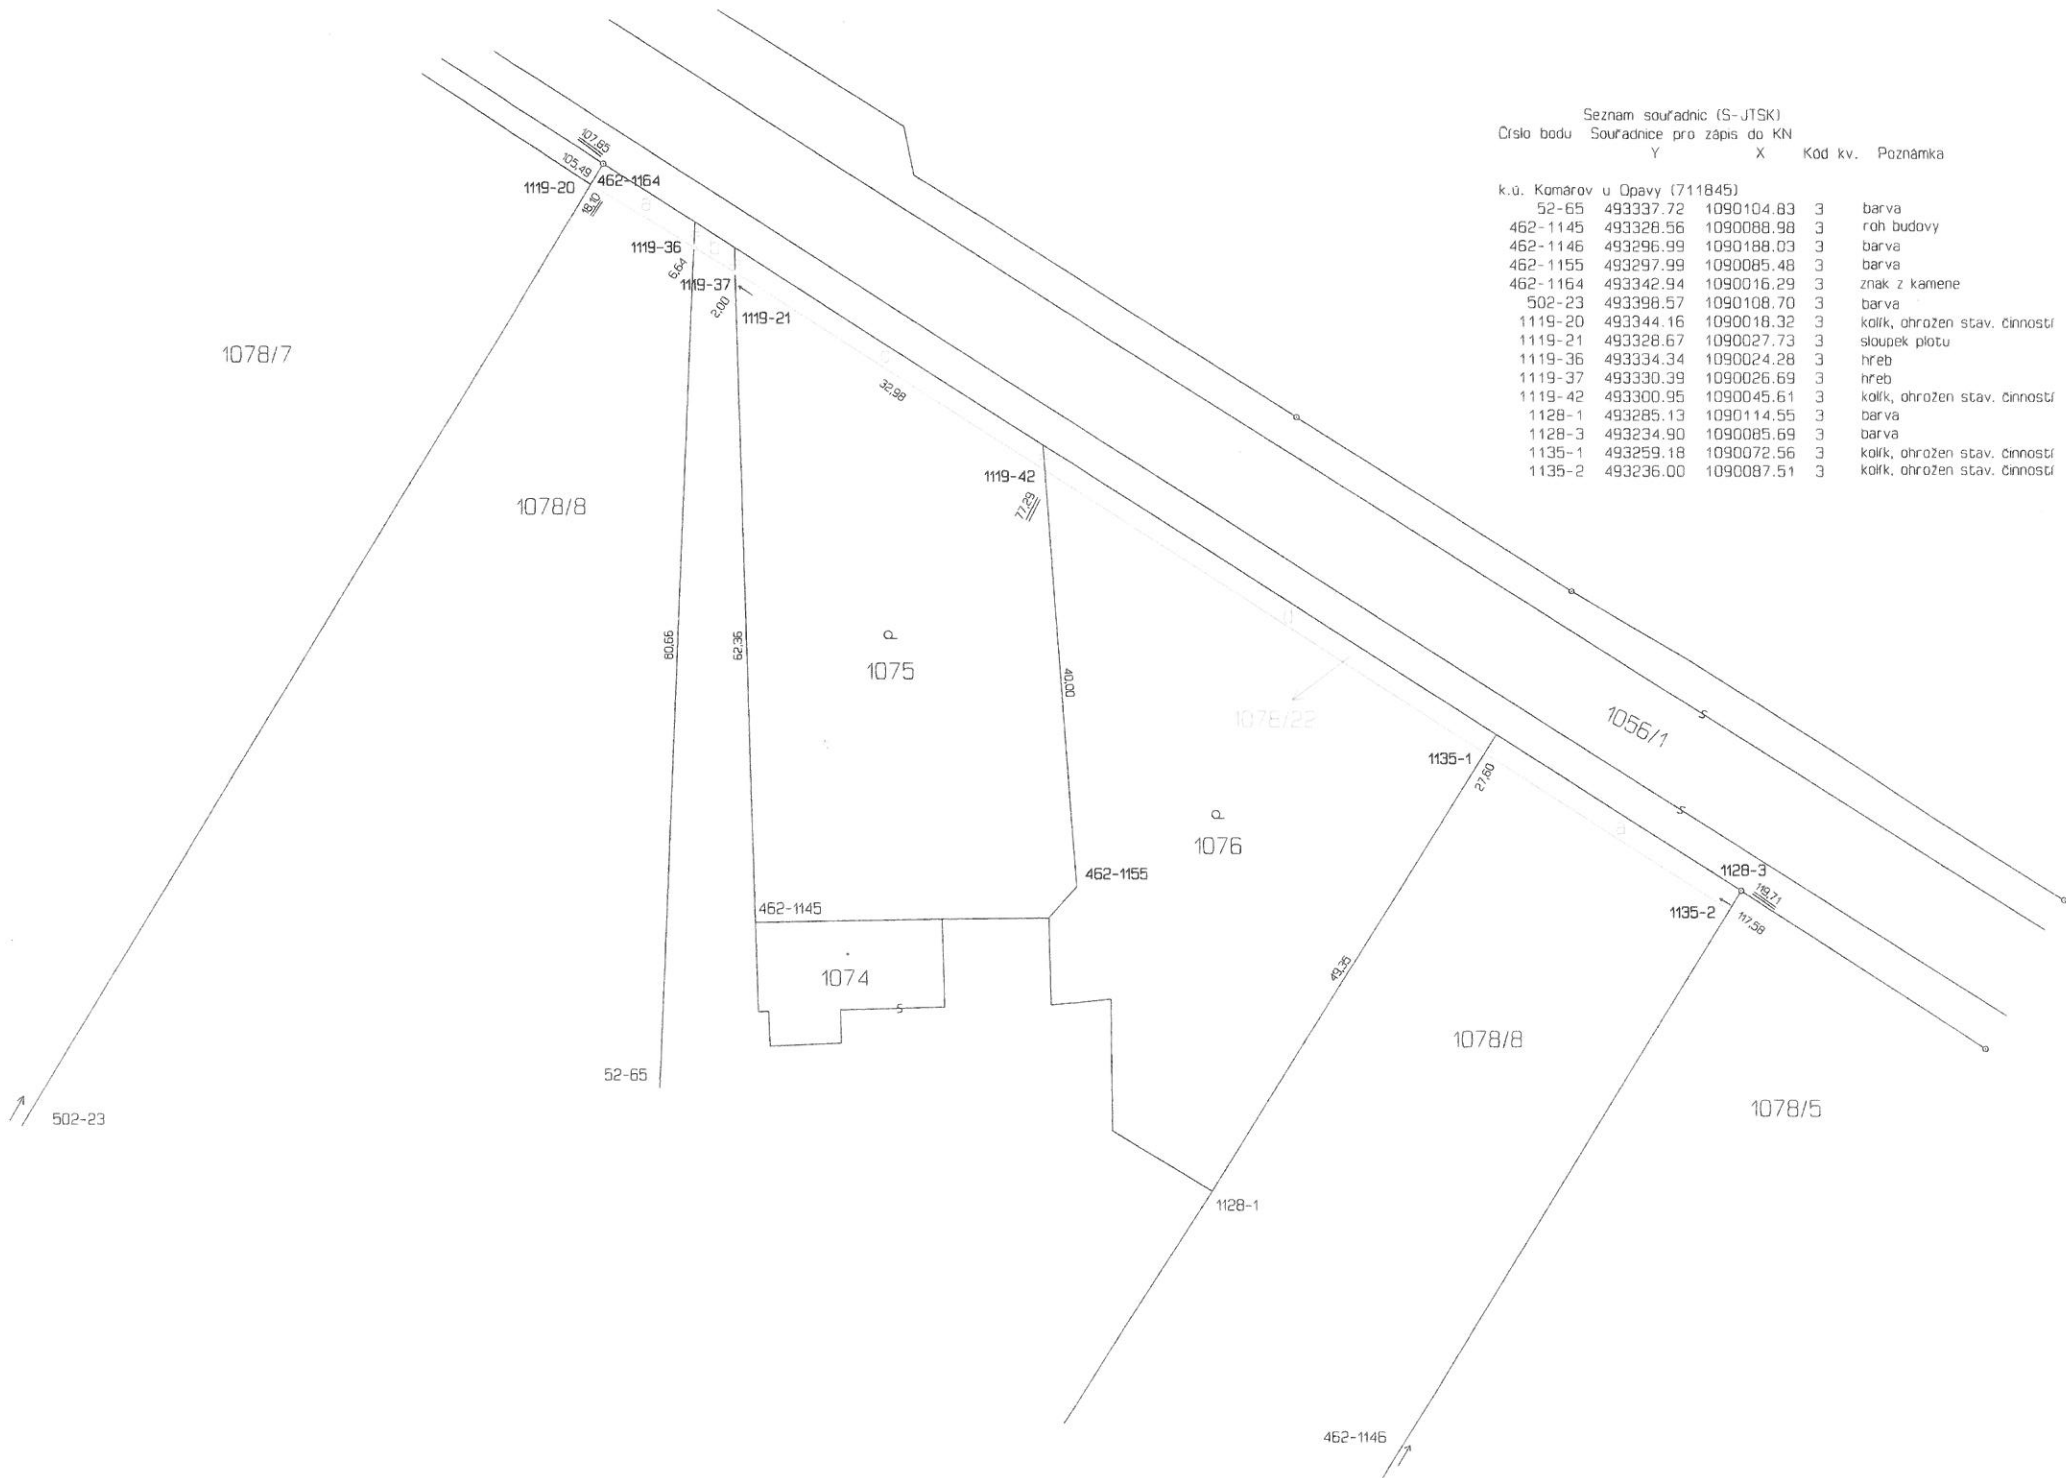 Seznam souřadnic (S-JTSK)
Číslo bodu Souřadnice pro zápis do KN
Y X Kód kv. Poznámka
k.ú. Komárov u Opavy (711845)
52-65 493337.72 1090104.83 3 barva
462-1145 493328.56 1090088.98 3 roh budovy
462-1146 493296.99 1090188.03 3 barva
462-1155 493297.99 1090085.48 3 barva
462-1164 493342.94 1090016.29 3 znak z kamene
502-23 493398.57 1090108.70 3 barva
1119-20 493344.16 1090018.32 3 kolík, ohrožen stav. činností
1119-21 493328.67 1090027.73 3 sloupek plotu
1119-36 493334.34 1090024.28 3 hřeb
1119-37 493330.39 1090026.69 3 hřeb
1119-42 493300.95 1090045.61 3 kolík, ohrožen stav. činností
1128-1 493285.13 1090114.55 3 barva
1128-3 493234.90 1090085.69 3 barva
1135-1 493259.18 1090072.56 3 kolík, ohrožen stav. činností
1135-2 493236.00 1090087.51 3 kolík, ohrožen stav. činností
107,85
105,49
1119-20
462-1164
18,10
1119-36
6,64
1119-37
2,00
1119-21
1078/7
32,98
1119-42
77,29
1078/8
60,66
62,36
1075
40,00
1078/22
1056/1
1135-1
27,60
1076
1128-3
119,71
1135-2
117,58
462-1155
462-1145
1074
49,35
1078/8
52-65
502-23
1078/5
1128-1
462-1146